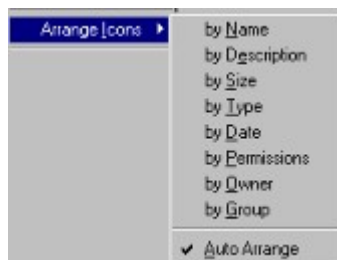 Arrange Icons
by Name
by Description
by Size
by Type
by Date
by Permissions
by Owner
by Group
Auto Arrange